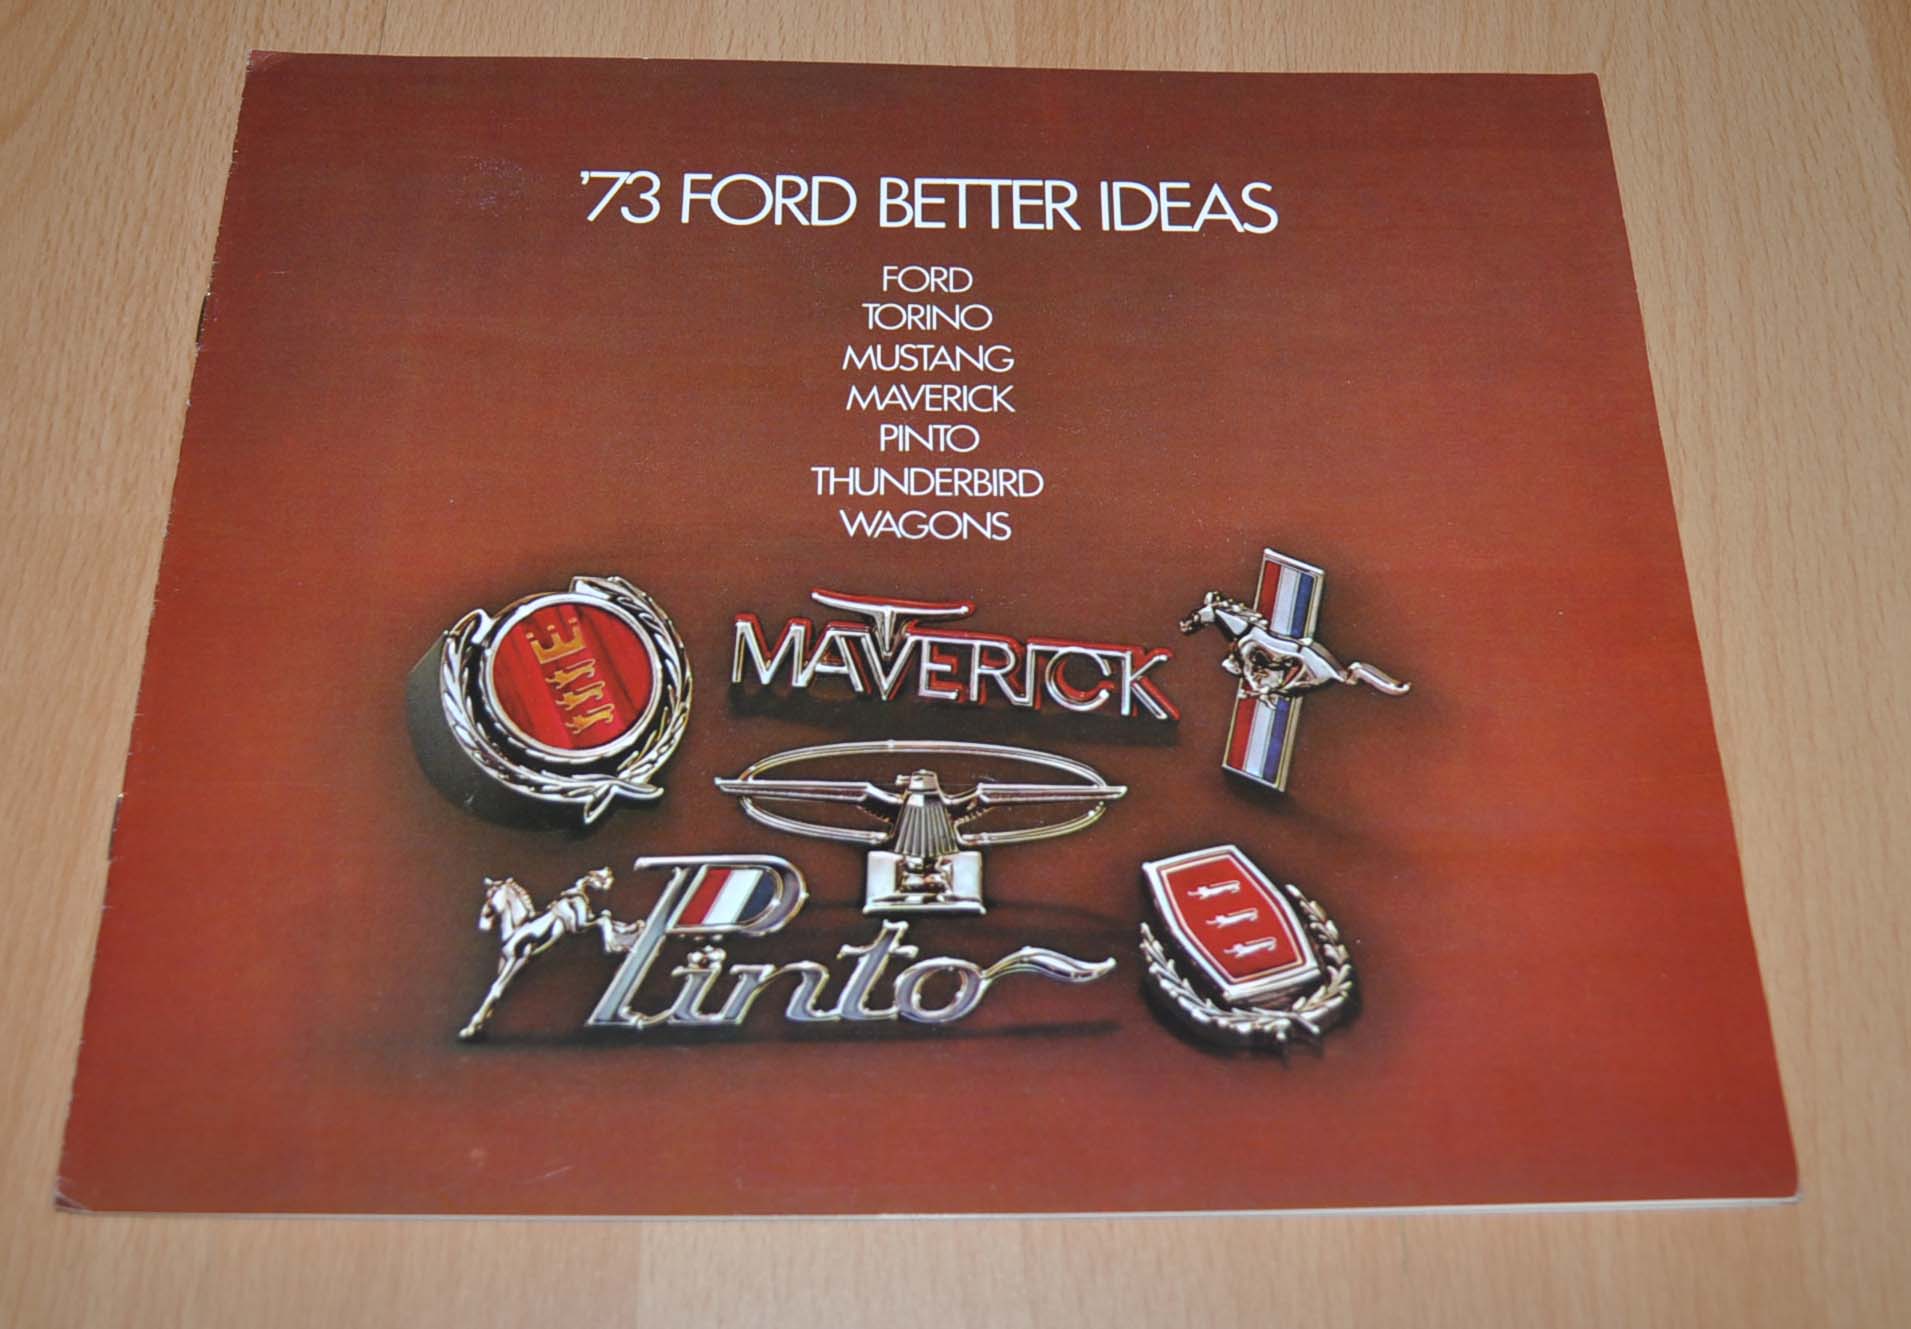 '73 FORD BETTER IDEAS
FORD
TORINO
MUSTANG
MAVERICK
PINTO
THUNDERBIRD
WAGONS
MAVERICK
Pinto